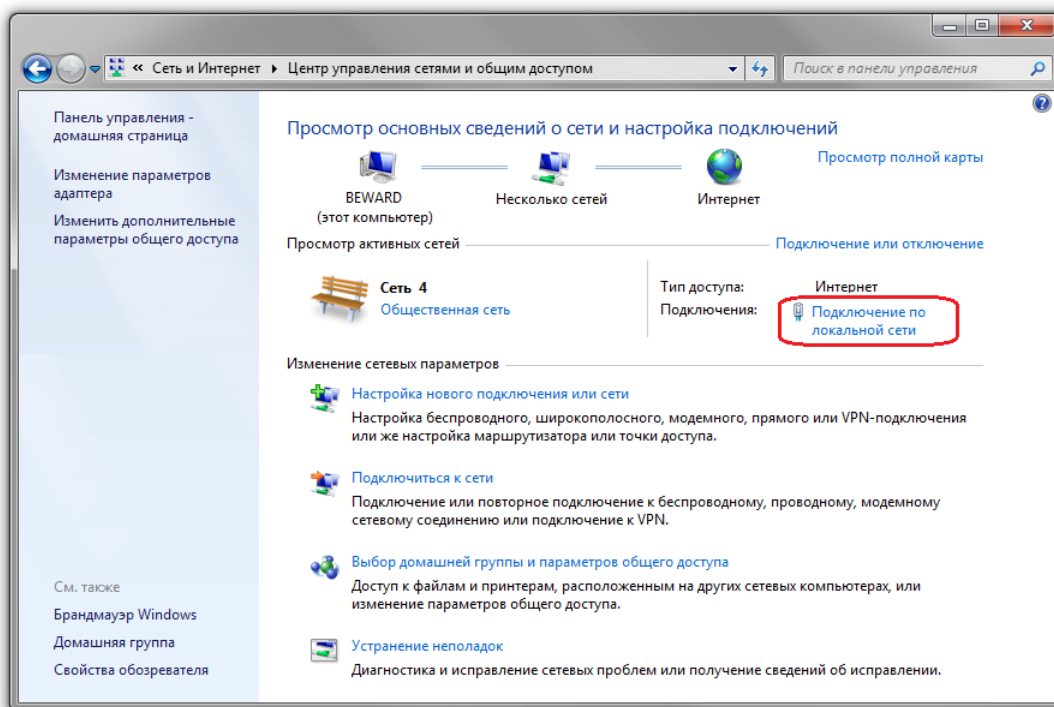 « Сеть и Интернет ▸ Центр управления сетями и общим доступом
Поиск в панели управления
Панель управления -
домашняя страница
Изменение параметров
адаптера
Изменить дополнительные
параметры общего доступа
См. также
Брандмауэр Windows
Домашняя группа
Свойства обозревателя
Просмотр основных сведений о сети и настройка подключений
Просмотр полной карты
BEWARD
(этот компьютер)
Несколько сетей
Интернет
Просмотр активных сетей
Подключение или отключение
Сеть 4
Общественная сеть
Тип доступа: Интернет
Подключения: Подключение по
локальной сети
Изменение сетевых параметров
Настройка нового подключения или сети
Настройка беспроводного, широкополосного, модемного, прямого или VPN-подключения
или же настройка маршрутизатора или точки доступа.
Подключиться к сети
Подключение или повторное подключение к беспроводному, проводному, модемному
сетевому соединению или подключение к VPN.
Выбор домашней группы и параметров общего доступа
Доступ к файлам и принтерам, расположенным на других сетевых компьютерах, или
изменение параметров общего доступа.
Устранение неполадок
Диагностика и исправление сетевых проблем или получение сведений об исправлении.